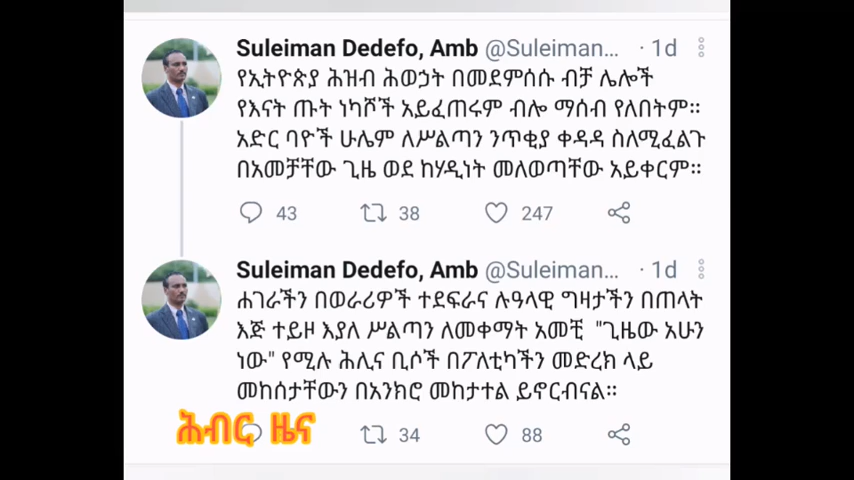 Suleiman Dedefo, Amb @Suleiman... · 1d
የኢትዮጵያ ሕዝብ ሕወኃት በመደምሰሱ ብቻ ሌሎች
የእናት ጡት ነካሾች አይፈጠሩም ብሎ ማሰብ የለበትም።
አድር ባዮች ሁሌም ለሥልጣን ንጥቂያ ቀዳዳ ስለሚፈልጉ
በአመቻቸው ጊዜ ወደ ከሃዲነት መለወጣቸው አይቀርም።
43 38 247
Suleiman Dedefo, Amb @Suleiman... · 1d
ሐገራችን በወራሪዎች ተደፍራና ሉዓላዊ ግዛታችን በጠላት
እጅ ተይዞ እያለ ሥልጣን ለመቀማት አመቺ "ጊዜው አሁን
ነው" የሚሉ ሕሊና ቢሶች በፖለቲካችን መድረክ ላይ
መከሰታቸውን በአንክሮ መከታተል ይኖርብናል።
ሕብር ዜና 34 88